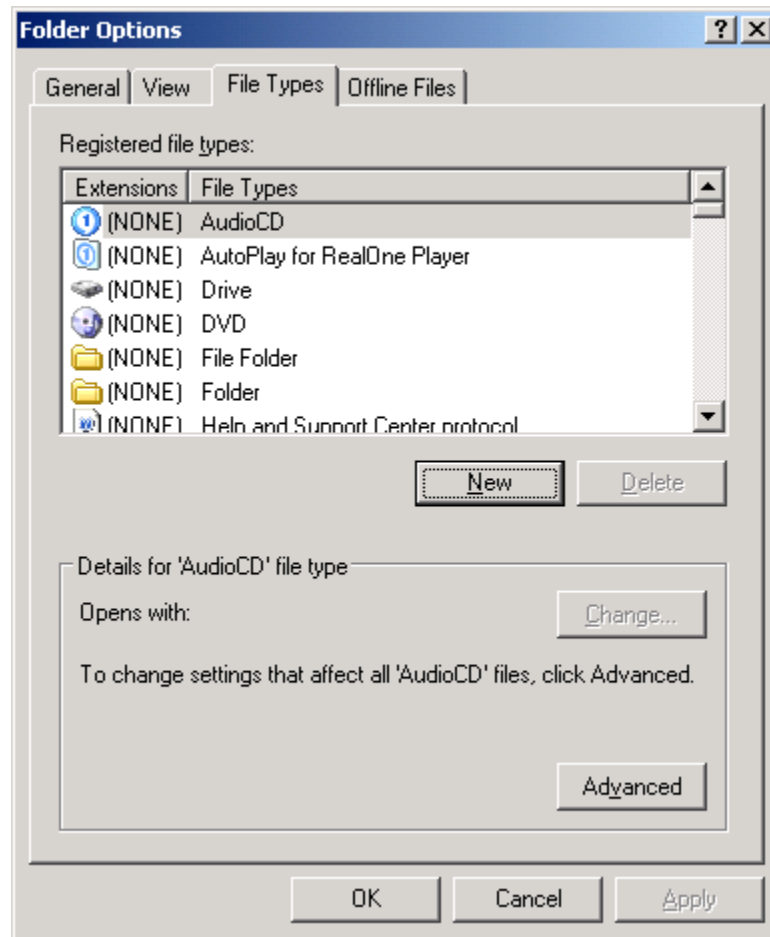 Folder Options
General View File Types Offline Files
Registered file types:
Extensions File Types
(NONE) AudioCD
(NONE) AutoPlay for RealOne Player
(NONE) Drive
(NONE) DVD
(NONE) File Folder
(NONE) Folder
(NONE) Help and Support Center protocol
New Delete
Details for 'AudioCD' file type
Opens with: Change...
To change settings that affect all 'AudioCD' files, click Advanced.
Advanced
OK Cancel Apply